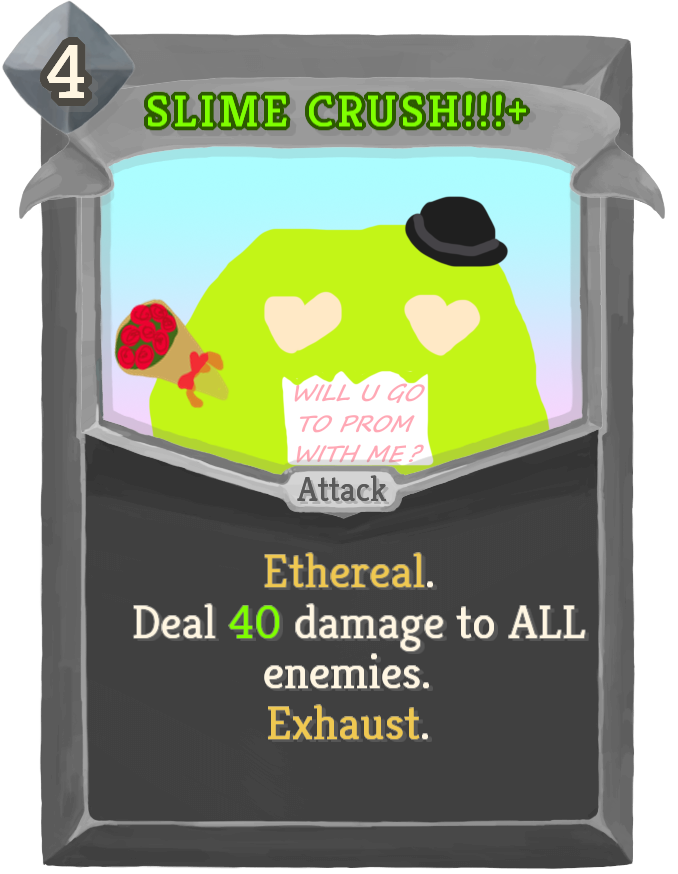 4
SLIME CRUSH!!!+
WILL U GO
TO PROM
WITH ME?
Attack
Ethereal.
Deal 40 damage to ALL
enemies.
Exhaust.